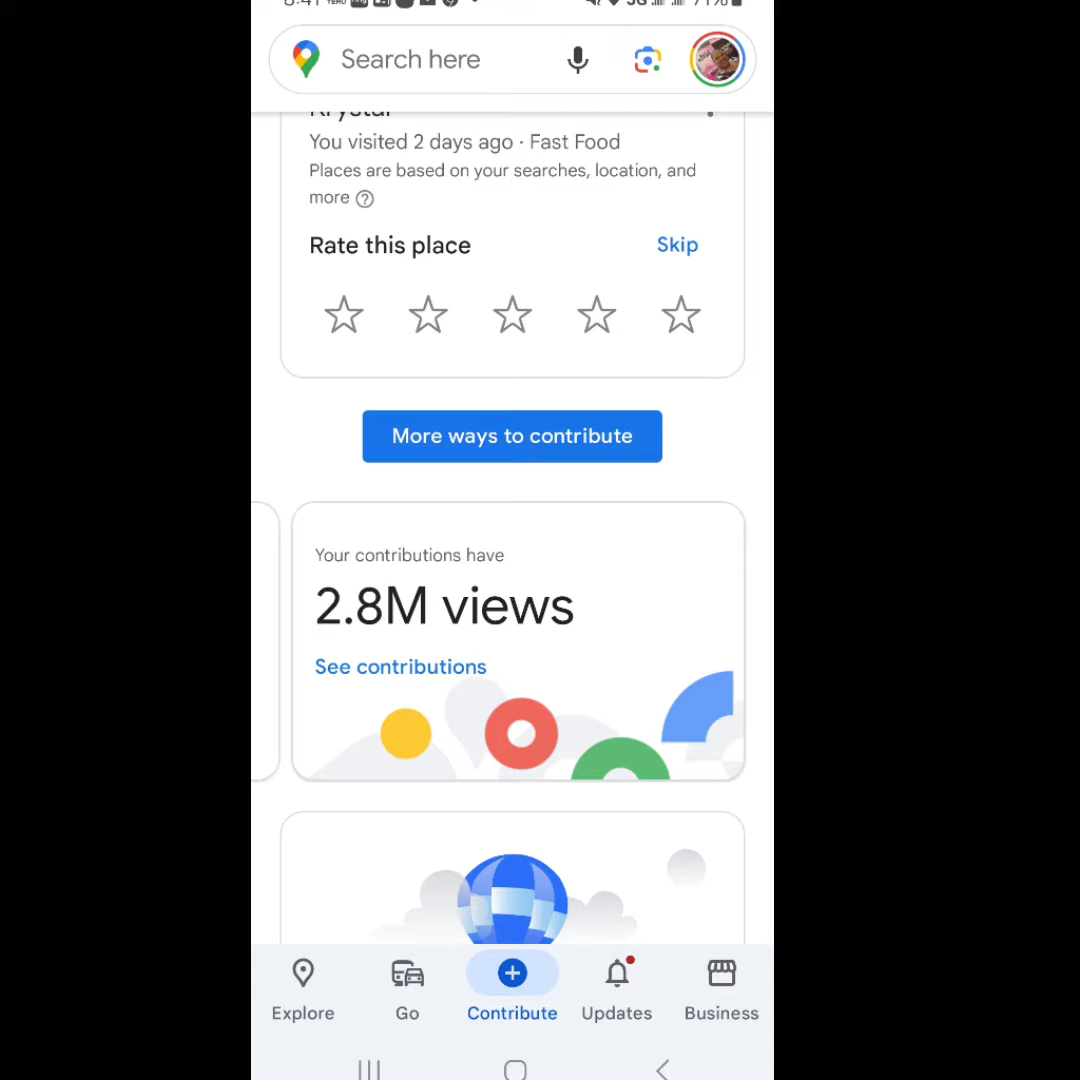 Search here
Krystal
You visited 2 days ago · Fast Food
Places are based on your searches, location, and
more
Rate this place
Skip
More ways to contribute
Your contributions have
2.8M views
See contributions
Explore
Go
Contribute
Updates
Business